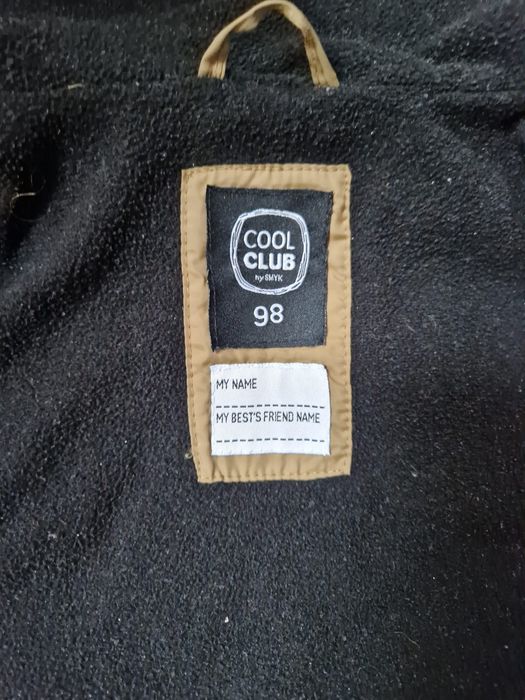 COOL
CLUB
by SMYK
98
MY NAME
MY BEST'S FRIEND NAME